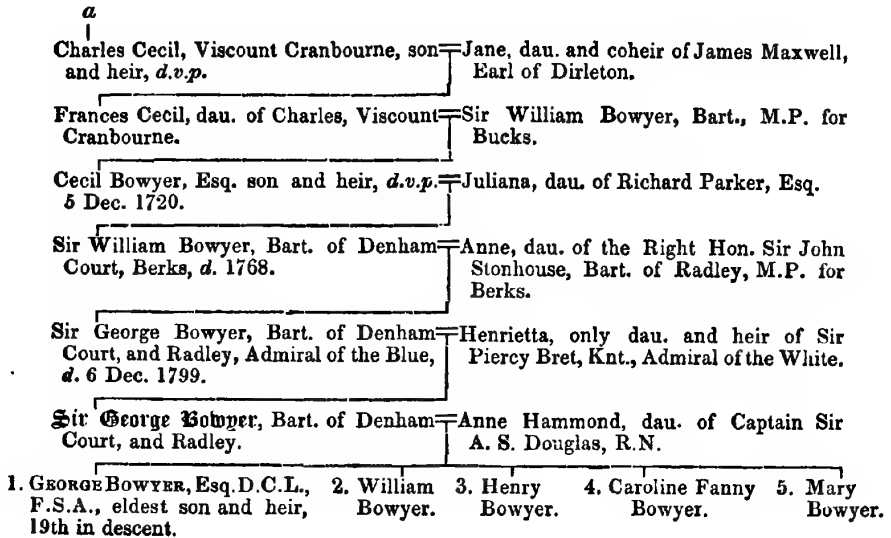 a
Charles Cecil, Viscount Cranbourne, son
and heir, d.v.p.
Jane, dau. and coheir of James Maxwell,
Earl of Dirleton.
Frances Cecil, dau. of Charles, Viscount
Cranbourne.
Sir William Bowyer, Bart., M.P. for
Bucks.
Cecil Bowyer, Esq. son and heir, d.v.p.
5 Dec. 1720.
Juliana, dau. of Richard Parker, Esq.
Sir William Bowyer, Bart. of Denham
Court, Berks, d. 1768.
Anne, dau. of the Right Hon. Sir John
Stonhouse, Bart. of Radley, M.P. for
Berks.
Sir George Bowyer, Bart. of Denham
Court, and Radley, Admiral of the Blue,
d. 6 Dec. 1799.
Henrietta, only dau. and heir of Sir
Piercy Bret, Knt., Admiral of the White.
Sir George Bowyer, Bart. of Denham
Court, and Radley.
Anne Hammond, dau. of Captain Sir
A. S. Douglas, R.N.
1. GEORGE BOWYER, Esq. D.C.L.,
F.S.A., eldest son and heir,
19th in descent.
2. William
Bowyer.
3. Henry
Bowyer.
4. Caroline Fanny
Bowyer.
5. Mary
Bowyer.